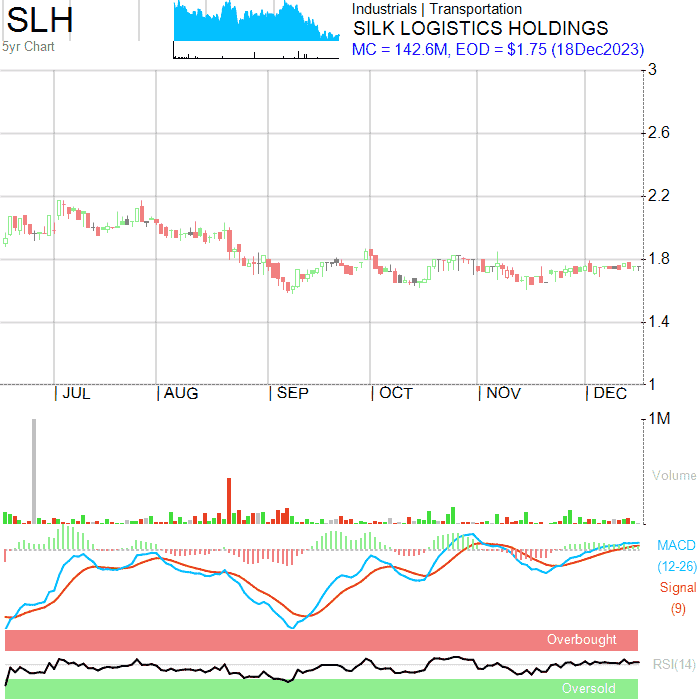 SLH
5yr Chart
Industrials | Transportation
SILK LOGISTICS HOLDINGS
MC = 142.6M, EOD = $1.75 (18Dec2023)
3
2.6
2.2
1.8
1.4
1
JUL
AUG
SEP
OCT
NOV
DEC
1M
Volume
MACD
(12-26)
Signal
(9)
Overbought
RSI(14)
Oversold